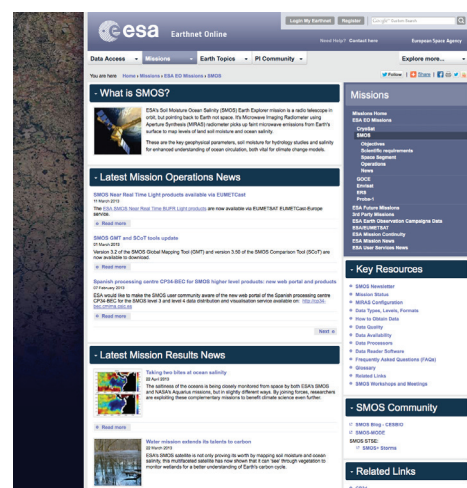 esa Earthnet Online
Login My Earthnet Register
Need Help? Contact here European Space Agency
Data Access Missions Earth Topics PI Community Explore more...
You are here Home › Missions › ESA EO Missions › SMOS
Follow Share
- What is SMOS?
ESA's Soil Moisture Ocean Salinity (SMOS) Earth Explorer mission is a radio telescope in
orbit, but pointing back to Earth not space. It's Microwave Imaging Radiometer using
Aperture Synthesis (MIRAS) radiometer picks up faint microwave emissions from Earth's
surface to map levels of land soil moisture and ocean salinity.
These are the key geophysical parameters, soil moisture for hydrology studies and salinity
for enhanced understanding of ocean circulation, both vital for climate change models.
- Latest Mission Operations News
SMOS Near Real Time Light products available via EUMETCast
11 March 2013
The ESA SMOS Near Real Time BUFR Light products are now available via EUMETSAT EUMETCast-Europe
service.
Read more
SMOS GMT and SCoT tools update
Version 3.2 of the SMOS Global Mapping Tool (GMT) and version 3.50 of the SMOS Comparison Tool (SCoT) are
now available to download.
Read more
Spanish processing centre CP34-BEC for SMOS higher level products: new web portal and products
07 February 2013
ESA would like to make the SMOS user community aware of the new web portal of the Spanish processing centre
CP34-BEC for the SMOS level 3 and level 4 data distribution and visualisation service available on:
Read more
Next
- Latest Mission Results News
Taking two bites at ocean salinity
25 April 2013
The saltiness of the oceans is being closely monitored from space by both ESA's SMOS
and NASA's Aquarius missions, but in slightly different ways. By joining forces, researchers
are exploiting these complementary missions to benefit climate science even further.
Read more
Water mission extends its talents to carbon
ESA's SMOS satellite is not only proving its worth by mapping soil moisture and ocean
salinity, this multifaceted satellite has now shown that it can 'see' through vegetation to
monitor wetlands for a better understanding of Earth's carbon cycle.
Missions
Missions Home
ESA EO Missions
CryoSat
SMOS
Objectives
Scientific requirements
Space Segment
Operations
News
GOCE
Envisat
ERS
Proba-1
ESA Future Missions
3rd Party Missions
ESA Earth Observation Campaigns Data
ESA/EUMETSAT
ESA Mission Continuity
ESA Mission News
ESA User Services News
- Key Resources
SMOS Newsletter
Mission Status
MIRAS Configuration
Data Types, Levels, Formats
How to Obtain Data
Data Quality
Data Availability
Data Processors
Data Reader Software
Frequently Asked Questions (FAQs)
Glossary
Related Links
SMOS Workshops and Meetings
- SMOS Community
SMOS Blog - CESBIO
SMOS-MODE
SMOS STSE:
SMOS+ Storms
- Related Links